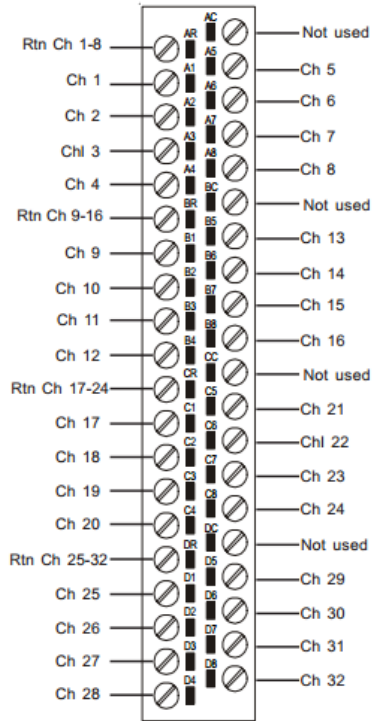 AC Not used
Rtn Ch 1-8 AR
A5 Ch 5
Ch 1 A1
A6 Ch 6
Ch 2 A2
A7 Ch 7
Chl 3 A3
A8 Ch 8
Ch 4 A4
BC Not used
Rtn Ch 9-16 BR
B5 Ch 13
Ch 9 B1
B6 Ch 14
Ch 10 B2
B7 Ch 15
Ch 11 B3
B8 Ch 16
Ch 12 B4
CC Not used
Rtn Ch 17-24 CR
C5 Ch 21
Ch 17 C1
C6 Chl 22
Ch 18 C2
C7 Ch 23
Ch 19 C3
C8 Ch 24
Ch 20 C4
DC Not used
Rtn Ch 25-32 DR
D5 Ch 29
Ch 25 D1
D6 Ch 30
Ch 26 D2
D7 Ch 31
Ch 27 D3
D8 Ch 32
Ch 28 D4